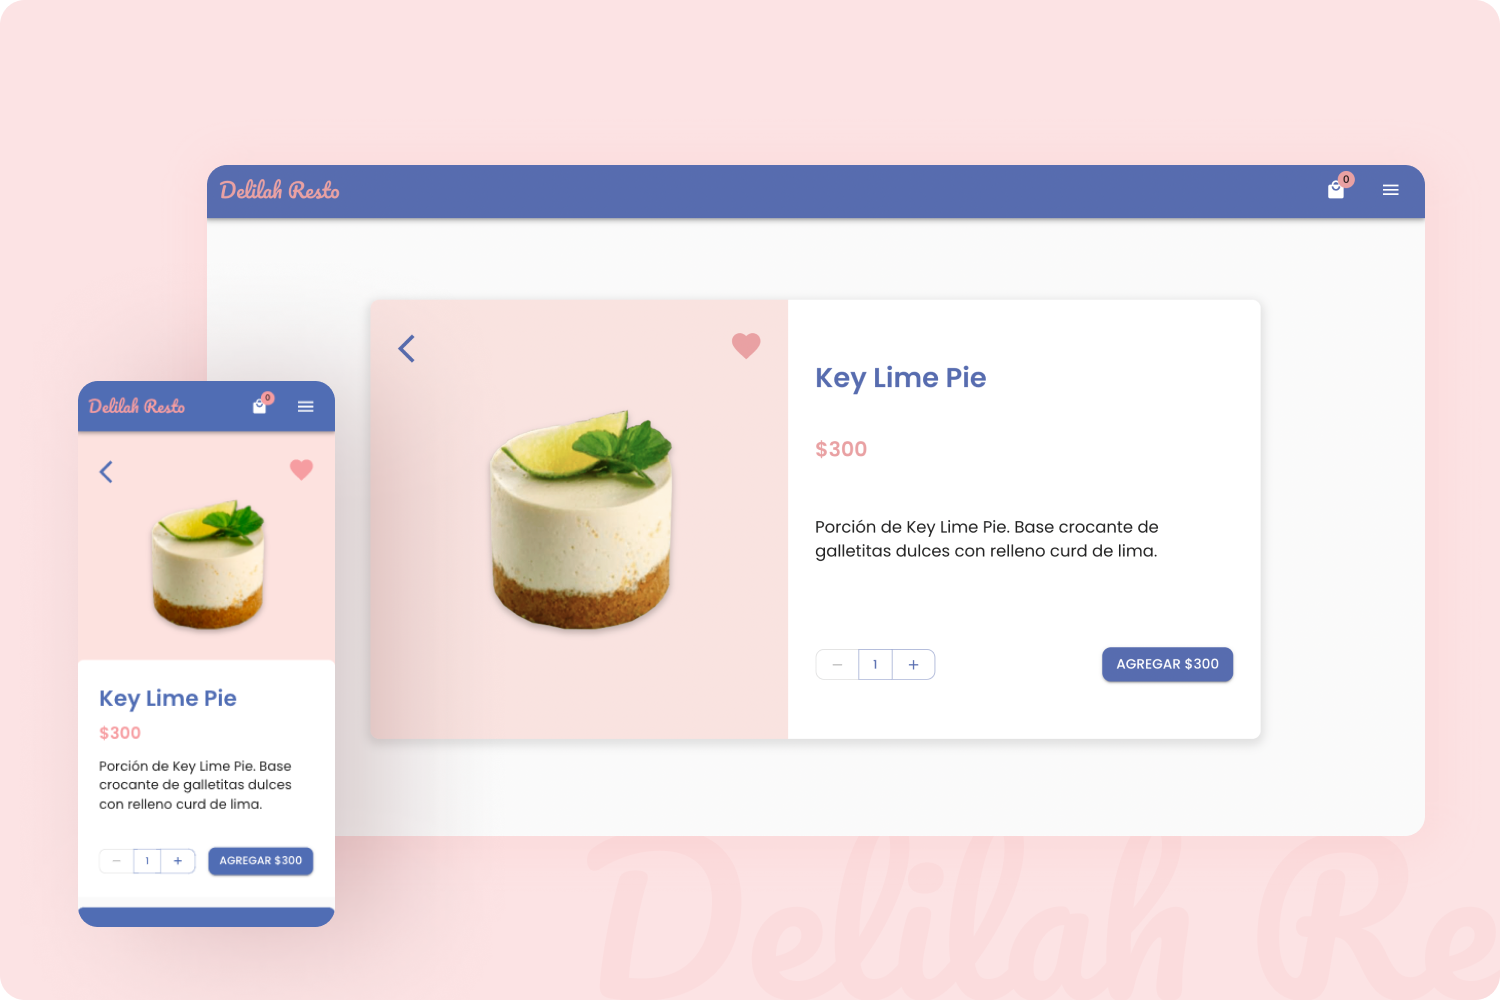 Delilah Resto
0
Key Lime Pie
$300
Porción de Key Lime Pie. Base crocante de
galletitas dulces con relleno curd de lima.
− 1 +
AGREGAR $300
Delilah Resto
0
Key Lime Pie
$300
Porción de Key Lime Pie. Base
crocante de galletitas dulces
con relleno curd de lima.
− 1 +
AGREGAR $300
Delilah Re